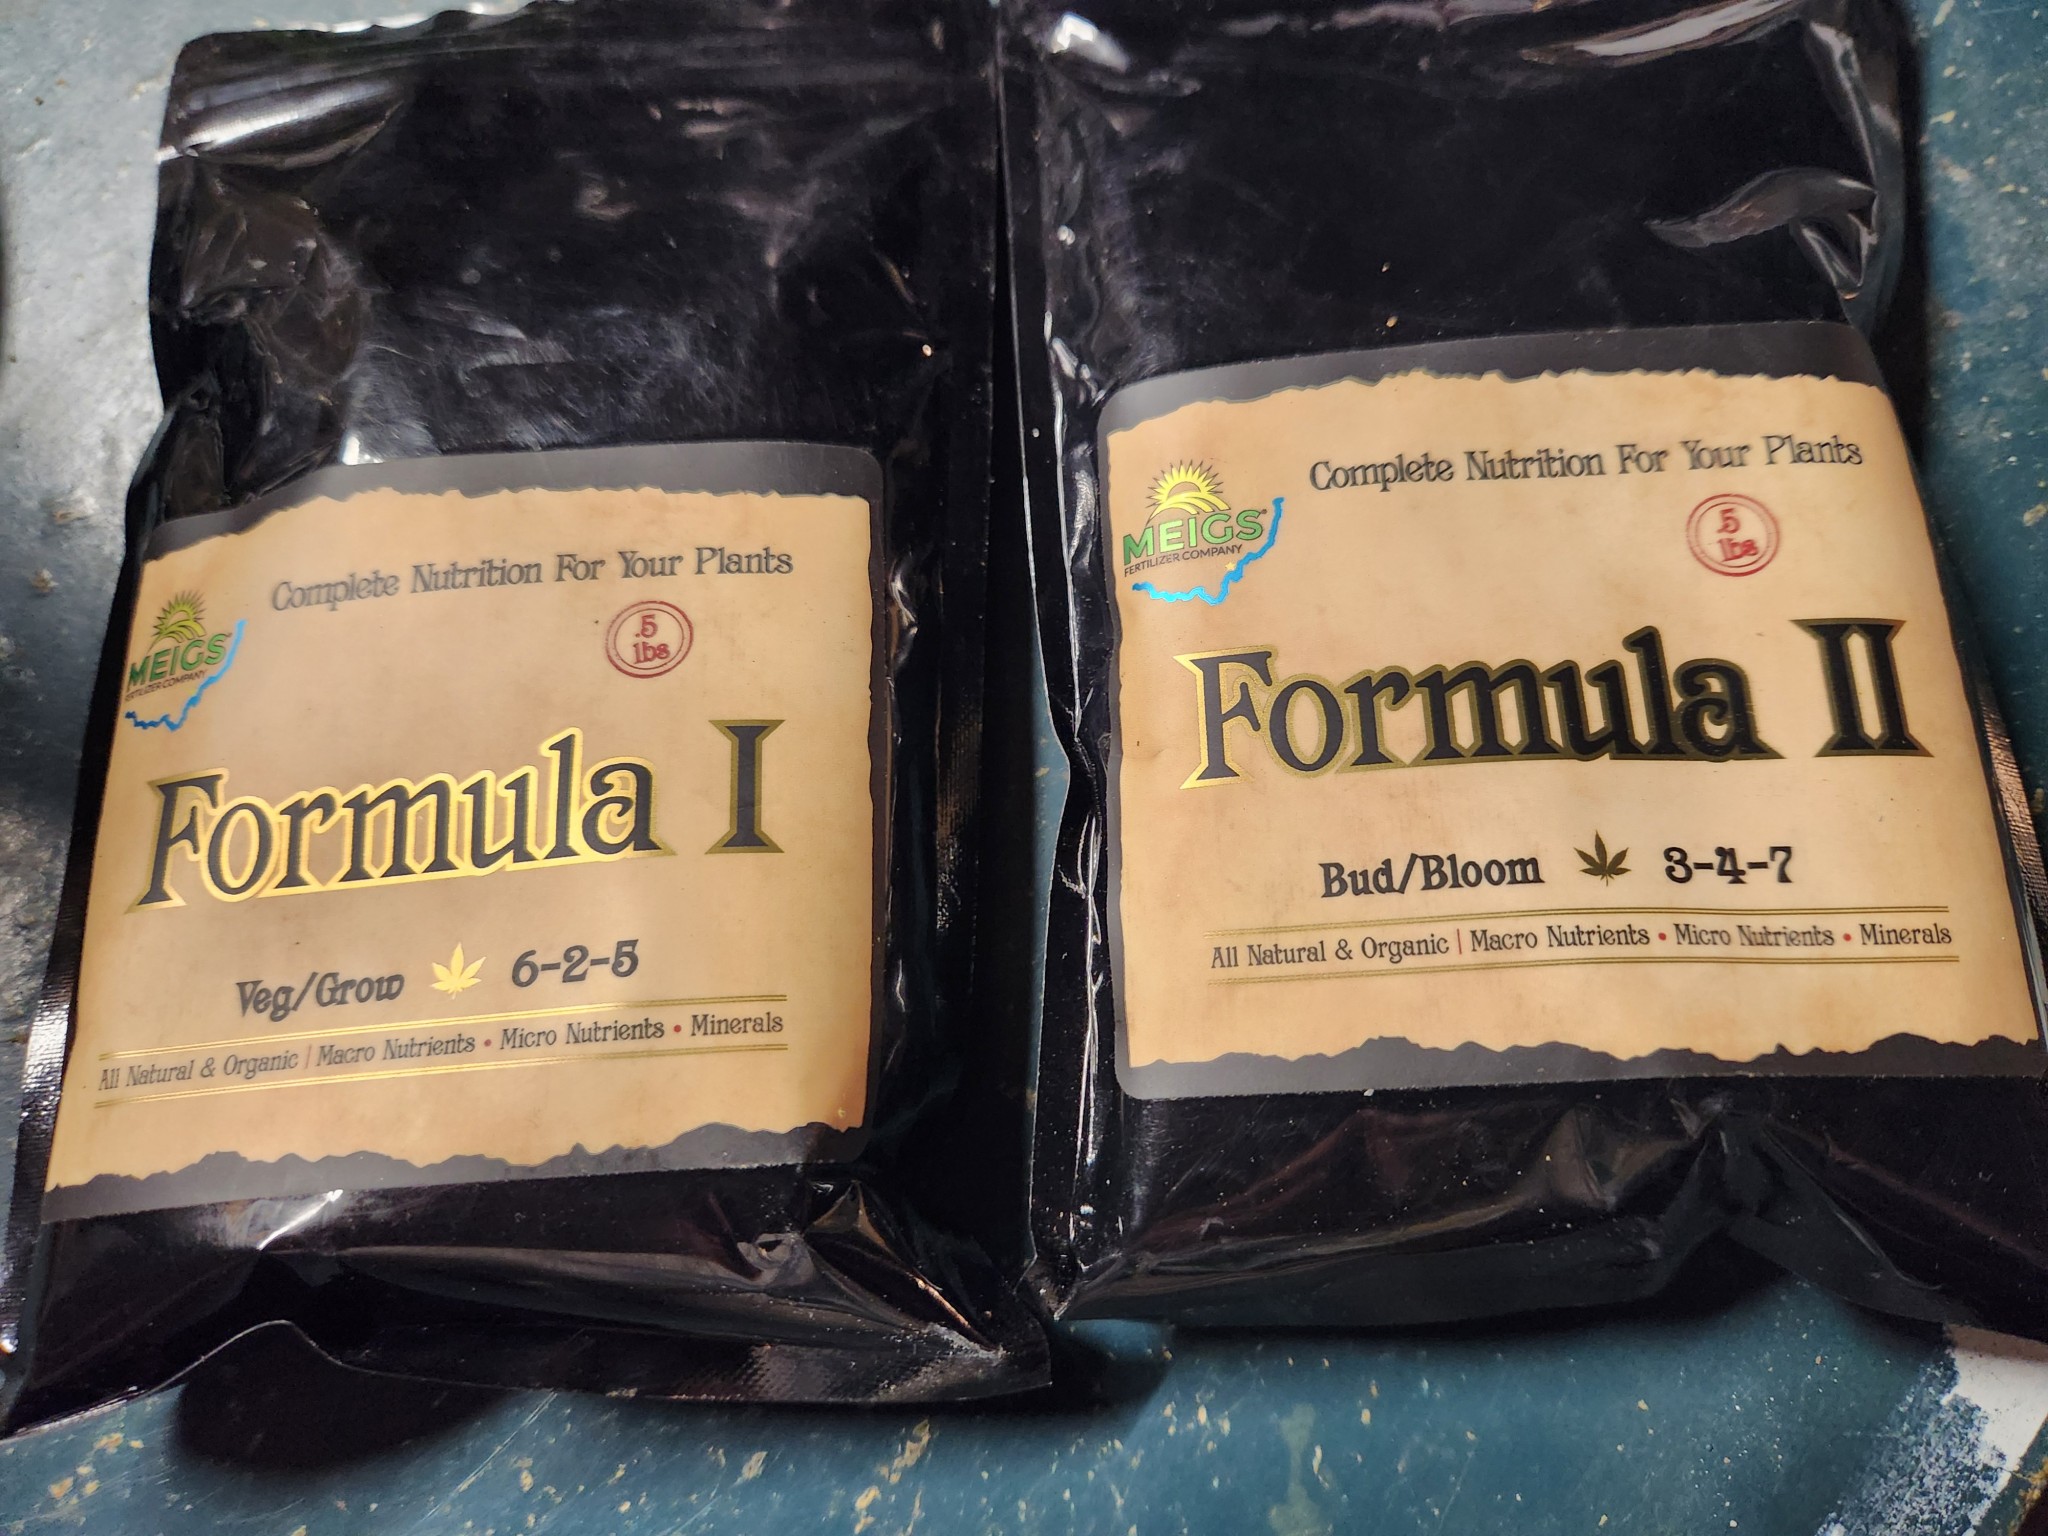 Complete Nutrition For Your Plants
MEIGS
FERTILIZER COMPANY
.5
lbs
Formula I
Veg/Grow 6-2-5
All Natural & Organic | Macro Nutrients • Micro Nutrients • Minerals
Complete Nutrition For Your Plants
MEIGS
FERTILIZER COMPANY
.5
lbs
Formula II
Bud/Bloom 3-4-7
All Natural & Organic | Macro Nutrients • Micro Nutrients • Minerals